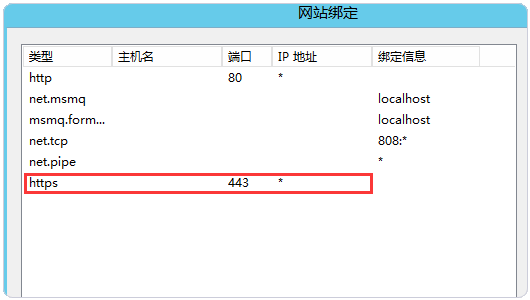 网站绑定
类型 主机名 端口 IP 地址 绑定信息
http 80 *
net.msmq localhost
msmq.form... localhost
net.tcp 808:*
net.pipe *
https 443 *